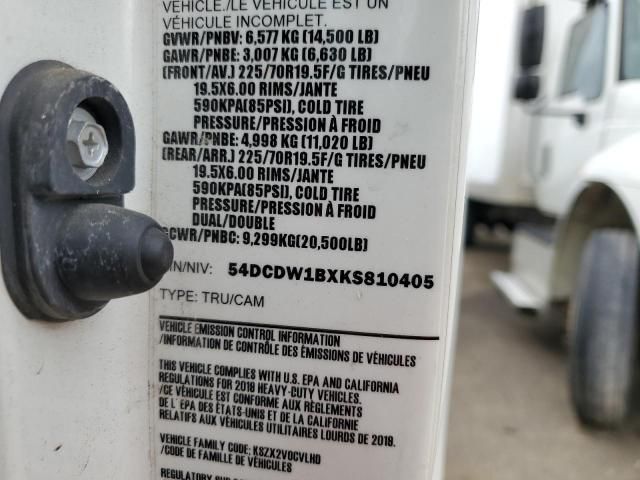 VEHICLE./LE VEHICULE EST UN
VÉHICULE INCOMPLET.
GVWR/PNBV: 6,577 KG (14,500 LB)
GAWR/PNBE: 3,007 KG (6,630 LB)
(FRONT/AV.) 225/70R19.5F/G TIRES/PNEU
19.5X6.00 RIMS/JANTE
590KPA(85PSI), COLD TIRE
PRESSURE/PRESSION À FROID
GAWR/PNBE: 4,998 KG (11,020 LB)
(REAR/ARR.) 225/70R19.5F/G TIRES/PNEU
19.5X6.00 RIMS/JANTE
590KPA(85PSI), COLD TIRE
PRESSURE/PRESSION À FROID
DUAL/DOUBLE
GCWR/PNBC: 9,299KG(20,500LB)
VIN/NIV: 54DCDW1BXKS810405
TYPE: TRU/CAM
VEHICLE EMISSION CONTROL INFORMATION
/INFORMATION DE CONTRÔLE DES ÉMISSIONS DE VÉHICULES
THIS VEHICLE COMPLIES WITH U.S. EPA AND CALIFORNIA
REGULATIONS FOR 2018 HEAVY-DUTY VEHICLES.
/CE VÉHICULE EST CONFORME AUX RÈGLEMENTS
DE L'EPA DES ÉTATS-UNIS ET DE LA CALIFORNIE
RELATIFS AUX VÉHICULES UTILITAIRES LOURDS DE 2018.
VEHICLE FAMILY CODE: KSZX2VOCVLHD
/CODE DE FAMILLE DE VÉHICULES
REGULATORY